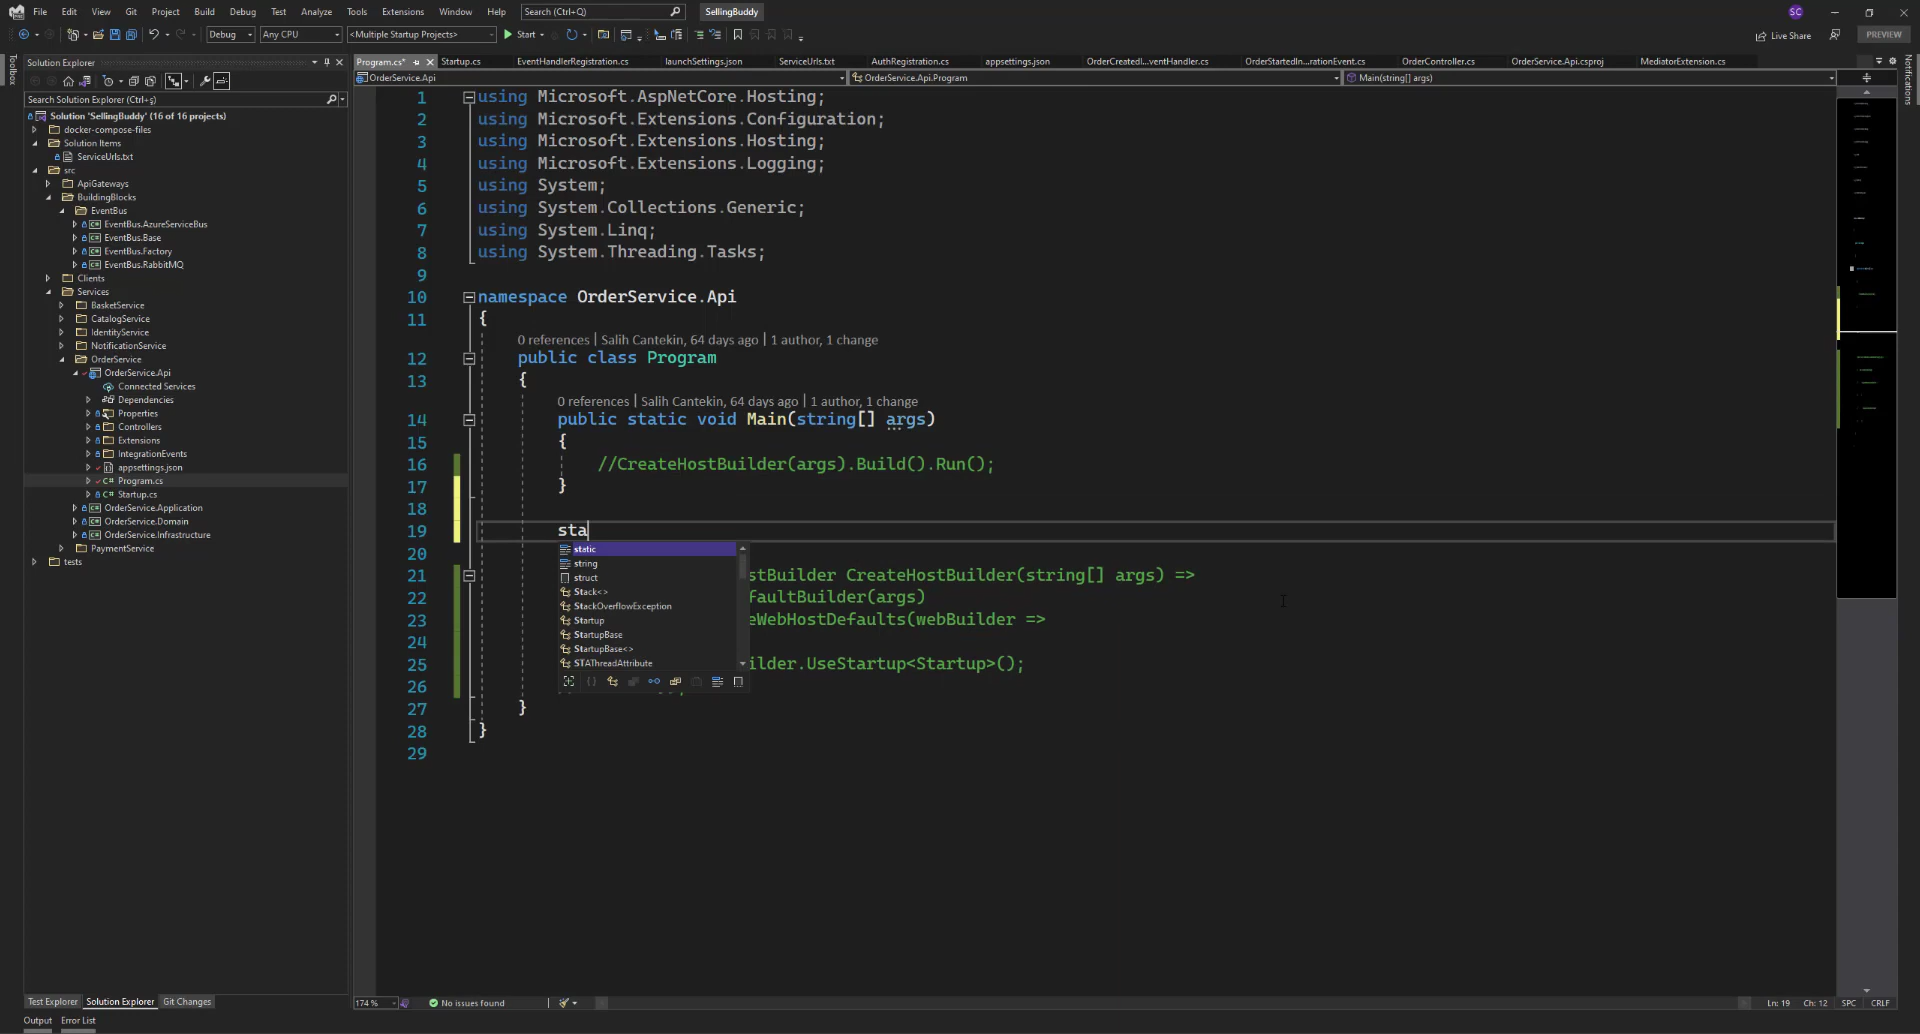 File Edit View Git Project Build Debug Test Analyze Tools Extensions Window Help Search (Ctrl+Q) SellingBuddy SC
Debug Any CPU <Multiple Startup Projects> Start Live Share PREVIEW
Toolbox
Solution Explorer
Search Solution Explorer (Ctrl+ş)
Solution 'SellingBuddy' (16 of 16 projects)
docker-compose-files
Solution Items
ServiceUrls.txt
src
ApiGateways
BuildingBlocks
EventBus
EventBus.AzureServiceBus
EventBus.Base
EventBus.Factory
EventBus.RabbitMQ
Clients
Services
BasketService
CatalogService
IdentityService
NotificationService
OrderService
OrderService.Api
Connected Services
Dependencies
Properties
Controllers
Extensions
IntegrationEvents
appsettings.json
Program.cs
Startup.cs
OrderService.Application
OrderService.Domain
OrderService.Infrastructure
PaymentService
tests
Test Explorer Solution Explorer Git Changes
Output Error List
Program.cs* Startup.cs EventHandlerRegistration.cs launchSettings.json ServiceUrls.txt AuthRegistration.cs appsettings.json OrderCreatedI...ventHandler.cs OrderStartedIn...rationEvent.cs OrderController.cs OrderService.Api.csproj MediatorExtension.cs
OrderService.Api OrderService.Api.Program Main(string[] args)
Notifications
1 using Microsoft.AspNetCore.Hosting;
2 using Microsoft.Extensions.Configuration;
3 using Microsoft.Extensions.Hosting;
4 using Microsoft.Extensions.Logging;
5 using System;
6 using System.Collections.Generic;
7 using System.Linq;
8 using System.Threading.Tasks;
9
10 namespace OrderService.Api
11 {
0 references | Salih Cantekin, 64 days ago | 1 author, 1 change
12 public class Program
13 {
0 references | Salih Cantekin, 64 days ago | 1 author, 1 change
14 public static void Main(string[] args)
15 {
16 //CreateHostBuilder(args).Build().Run();
17 }
18
19 sta
20
21 stBuilder CreateHostBuilder(string[] args) =>
22 faultBuilder(args)
23 eWebHostDefaults(webBuilder =>
24
25 ilder.UseStartup<Startup>();
26
27 }
28 }
29
static
string
struct
Stack<>
StackOverflowException
Startup
StartupBase
StartupBase<>
STAThreadAttribute
174 % No issues found Ln: 19 Ch: 12 SPC CRLF